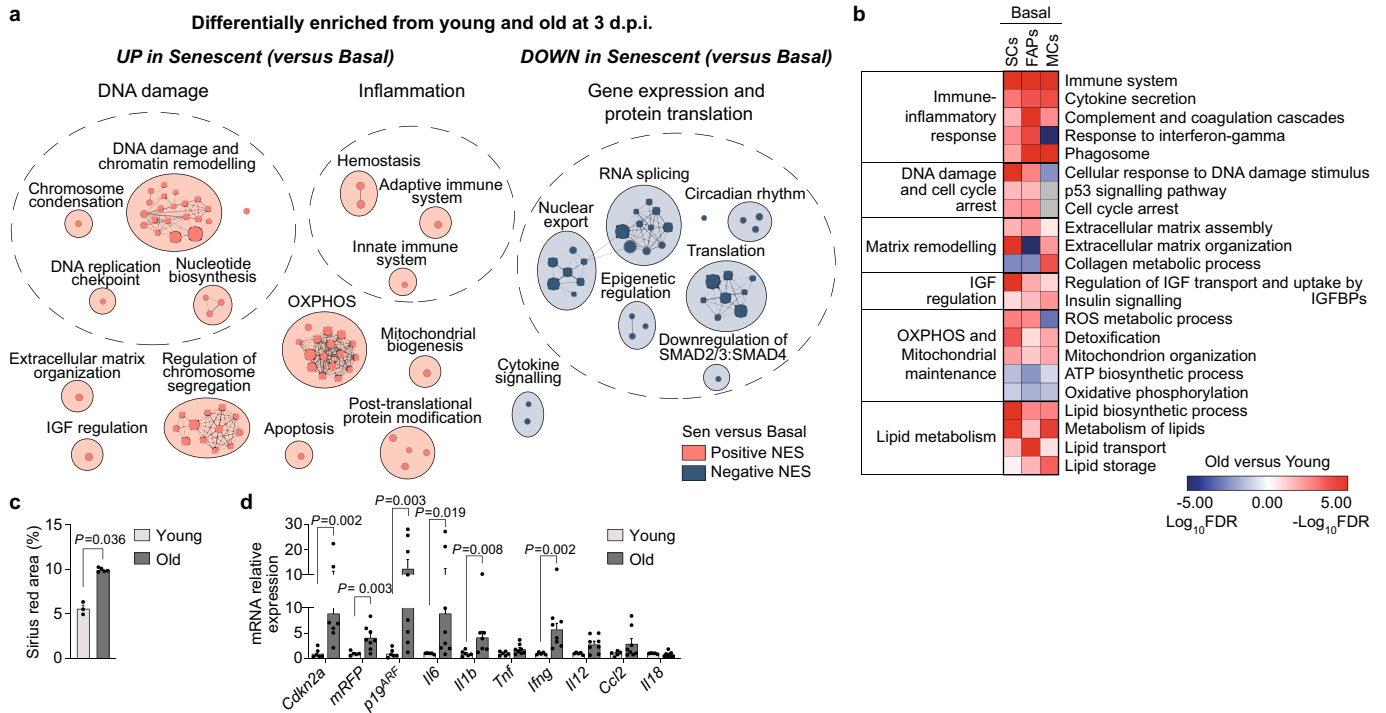 a
Differentially enriched from young and old at 3 d.p.i.
UP in Senescent (versus Basal)
DOWN in Senescent (versus Basal)
DNA damage
Inflammation
Gene expression and
protein translation
DNA damage and
chromatin remodelling
Chromosome
condensation
DNA replication
chekpoint
Nucleotide
biosynthesis
Hemostasis
Adaptive immune
system
Innate immune
system
RNA splicing
Circadian rhythm
Nuclear
export
Translation
Epigenetic
regulation
Downregulation of
SMAD2/3:SMAD4
OXPHOS
Mitochondrial
biogenesis
Extracellular matrix
organization
Regulation of
chromosome
segregation
Cytokine
signalling
IGF regulation
Apoptosis
Post-translational
protein modification
Sen versus Basal
Positive NES
Negative NES
b
Basal
SCs
FAPs
MCs
Immune-
inflammatory
response
Immune system
Cytokine secretion
Complement and coagulation cascades
Response to interferon-gamma
Phagosome
DNA damage
and cell cycle
arrest
Cellular response to DNA damage stimulus
p53 signalling pathway
Cell cycle arrest
Matrix remodelling
Extracellular matrix assembly
Extracellular matrix organization
Collagen metabolic process
IGF
regulation
Regulation of IGF transport and uptake by
IGFBPs
Insulin signalling
OXPHOS and
Mitochondrial
maintenance
ROS metabolic process
Detoxification
Mitochondrion organization
ATP biosynthetic process
Oxidative phosphorylation
Lipid metabolism
Lipid biosynthetic process
Metabolism of lipids
Lipid transport
Lipid storage
Old versus Young
-5.00 0.00 5.00
Log10FDR -Log10FDR
c
Sirius red area (%)
15
10
5
0
P=0.036
Young
Old
d
mRNA relative
expression
30
20
10
10
5
0
P=0.002
P= 0.003
P=0.003
P=0.019
P=0.008
P=0.002
Young
Old
Cdkn2a
mRFP
p19ARF
Il6
Il1b
Tnf
Ifng
Il12
Ccl2
Il18